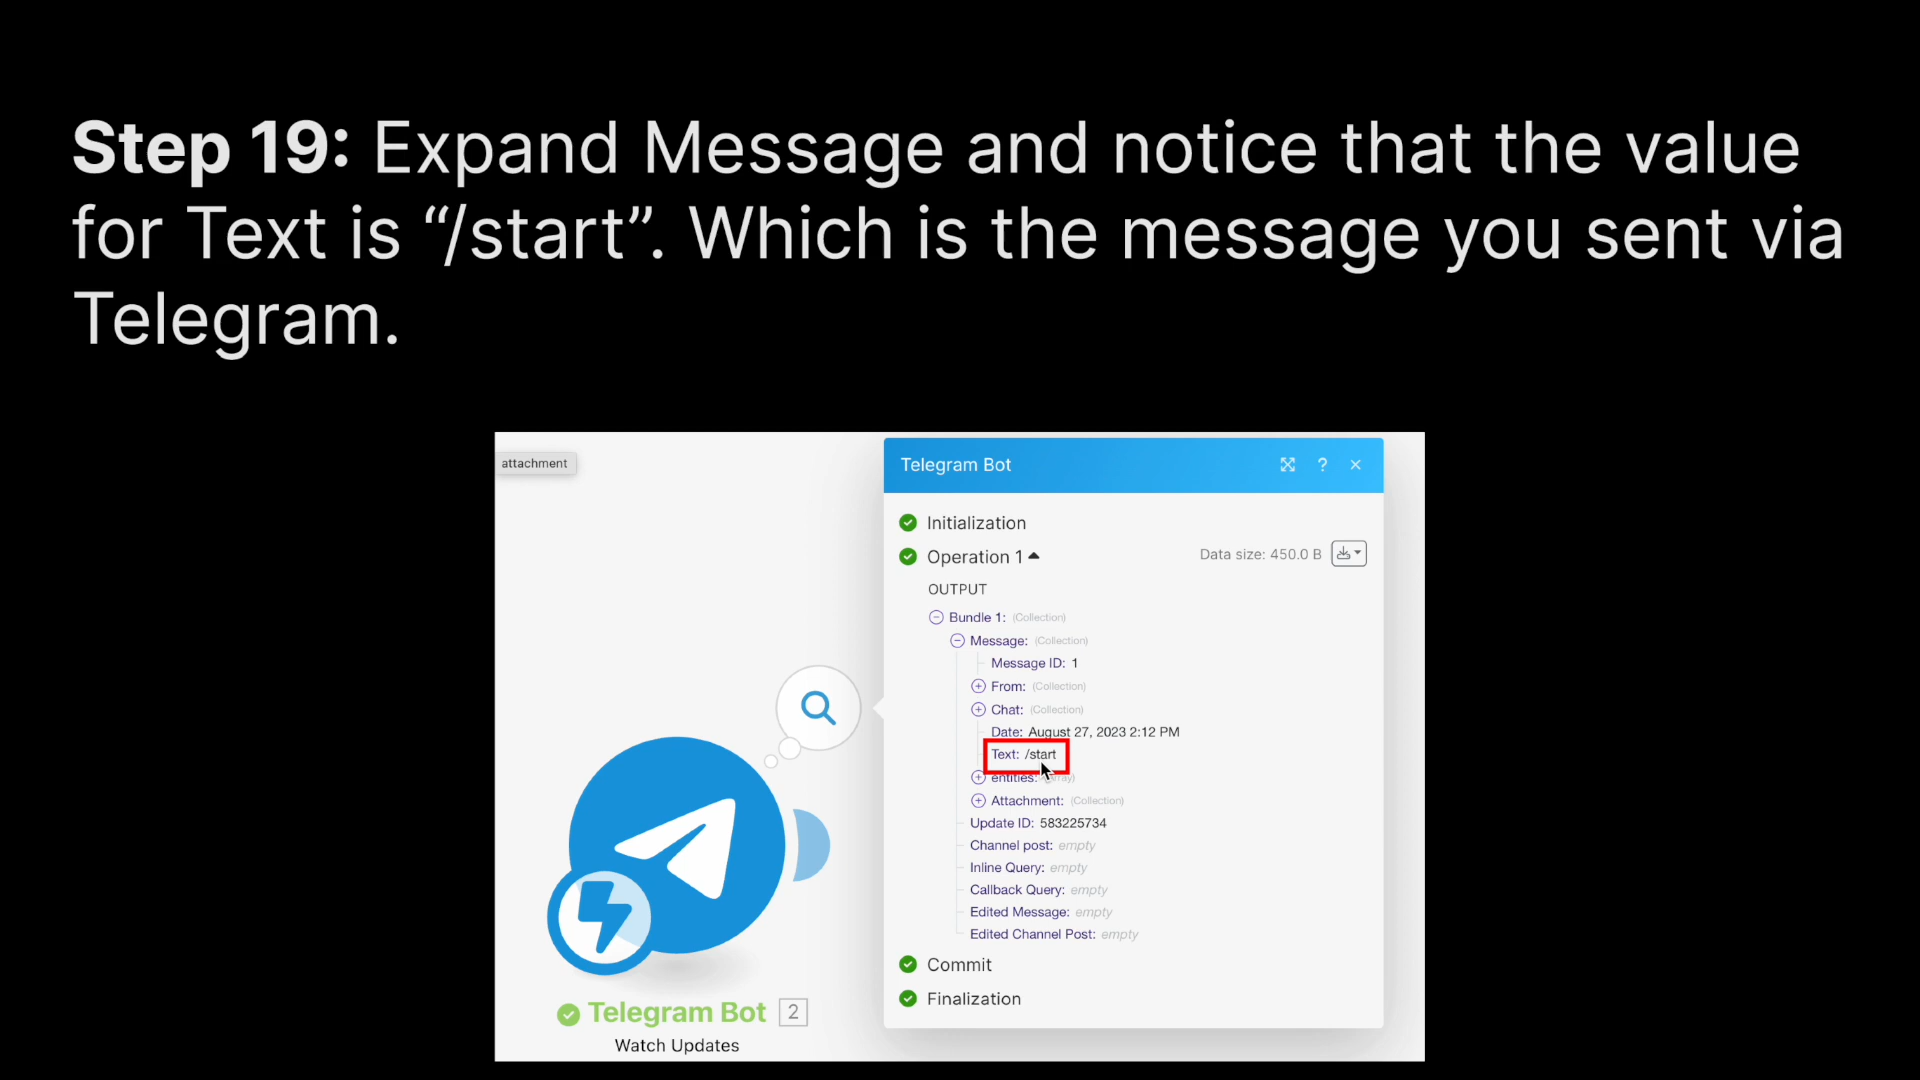 Step 19: Expand Message and notice that the value
for Text is “/start”. Which is the message you sent via
Telegram.
attachment
Telegram Bot
?
Initialization
Operation 1
Data size: 450.0 B
OUTPUT
Bundle 1: (Collection)
Message: (Collection)
Message ID: 1
From: (Collection)
Chat: (Collection)
Date: August 27, 2023 2:12 PM
Text: /start
entities:
Attachment: (Collection)
Update ID: 583225734
Channel post: empty
Inline Query: empty
Callback Query: empty
Edited Message: empty
Edited Channel Post: empty
Commit
Finalization
Telegram Bot 2
Watch Updates